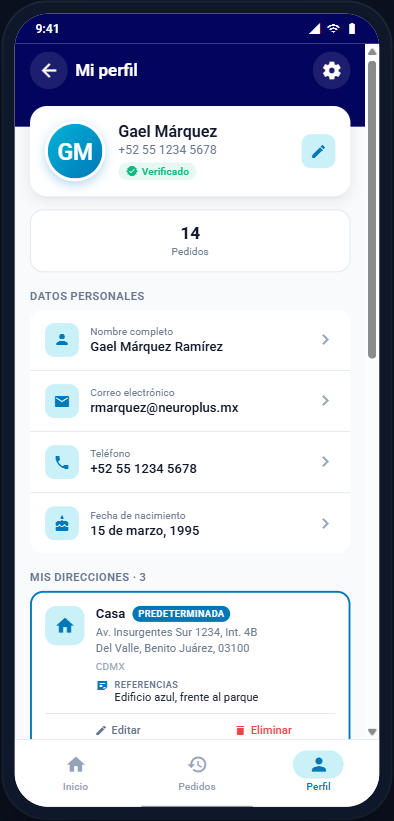 9:41
Mi perfil
GM
Gael Márquez
+52 55 1234 5678
Verificado
14
Pedidos
DATOS PERSONALES
Nombre completo
Gael Márquez Ramírez
Correo electrónico
rmarquez@neuroplus.mx
Teléfono
+52 55 1234 5678
Fecha de nacimiento
15 de marzo, 1995
MIS DIRECCIONES · 3
Casa PREDETERMINADA
Av. Insurgentes Sur 1234, Int. 4B
Del Valle, Benito Juárez, 03100
CDMX
REFERENCIAS
Edificio azul, frente al parque
Editar Eliminar
Inicio Pedidos Perfil